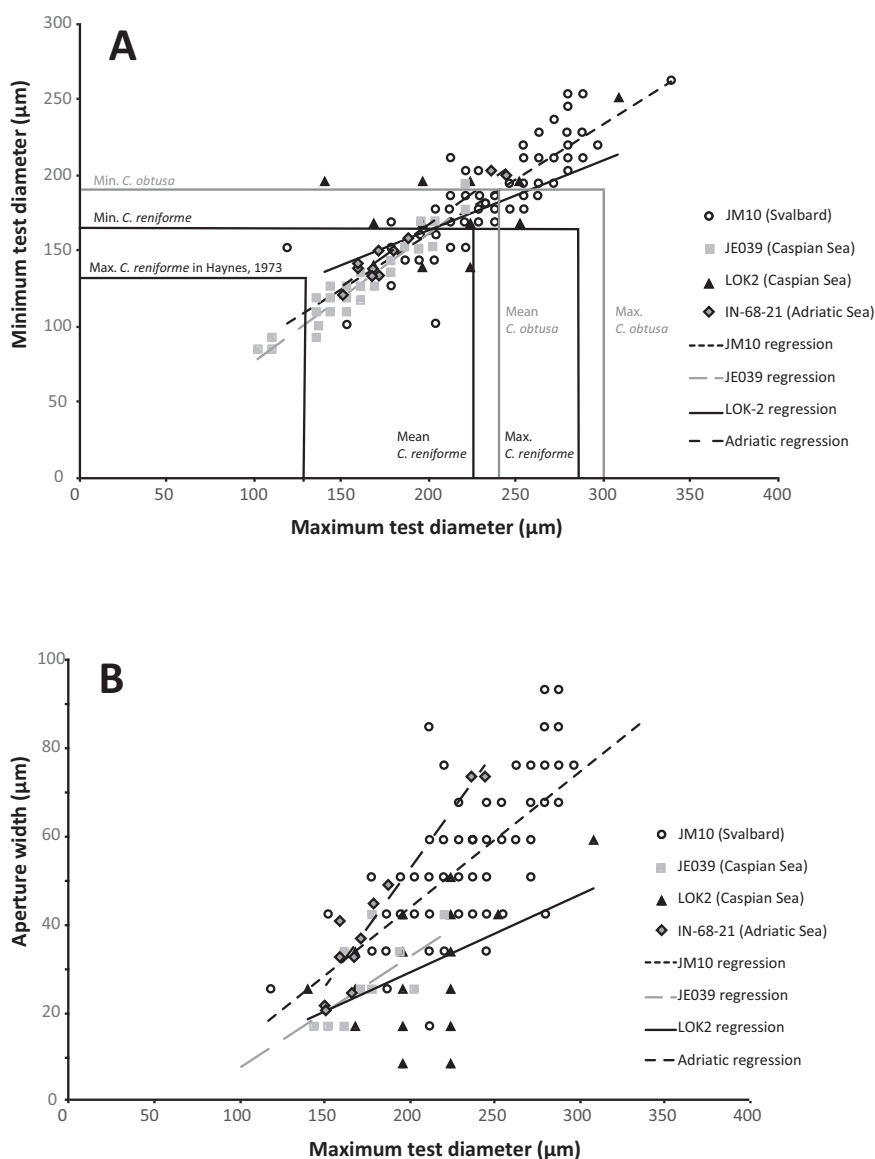 A
300
250
200
150
100
50
0
Minimum test diameter (μm)
Min. C. obtusa
Min. C. reniforme
Max. C. reniforme in Haynes, 1973
Mean
C. obtusa
Max.
C. obtusa
Mean
C. reniforme
Max.
C. reniforme
100
150
200
250
300
350
400
Maximum test diameter (μm)
JM10 (Svalbard)
JE039 (Caspian Sea)
LOK2 (Caspian Sea)
IN-68-21 (Adriatic Sea)
JM10 regression
JE039 regression
LOK-2 regression
Adriatic regression
B
100
80
60
40
20
0
Aperture width (μm)
0
50
100
150
200
250
300
350
400
Maximum test diameter (μm)
JM10 (Svalbard)
JE039 (Caspian Sea)
LOK2 (Caspian Sea)
IN-68-21 (Adriatic Sea)
JM10 regression
JE039 regression
LOK2 regression
Adriatic regression